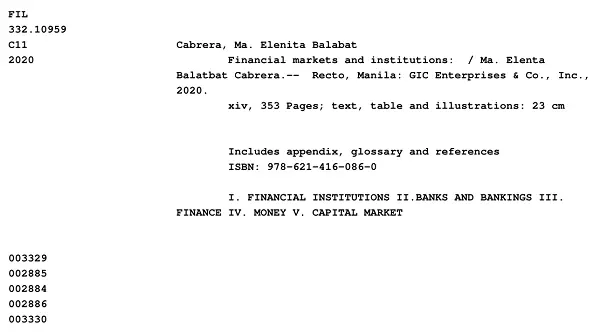 FIL
332.10959
C11 Cabrera, Ma. Elenita Balabat
2020 Financial markets and institutions: / Ma. Elenta
Balatbat Cabrera.-- Recto, Manila: GIC Enterprises & Co., Inc.,
2020.
xiv, 353 Pages; text, table and illustrations: 23 cm
Includes appendix, glossary and references
ISBN: 978-621-416-086-0
I. FINANCIAL INSTITUTIONS II.BANKS AND BANKINGS III.
FINANCE IV. MONEY V. CAPITAL MARKET
003329
002885
002884
002886
003330